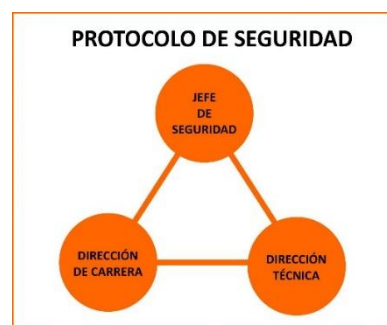 PROTOCOLO DE SEGURIDAD
JEFE
DE
SEGURIDAD
DIRECCIÓN
DE CARRERA
DIRECCIÓN
TÉCNICA